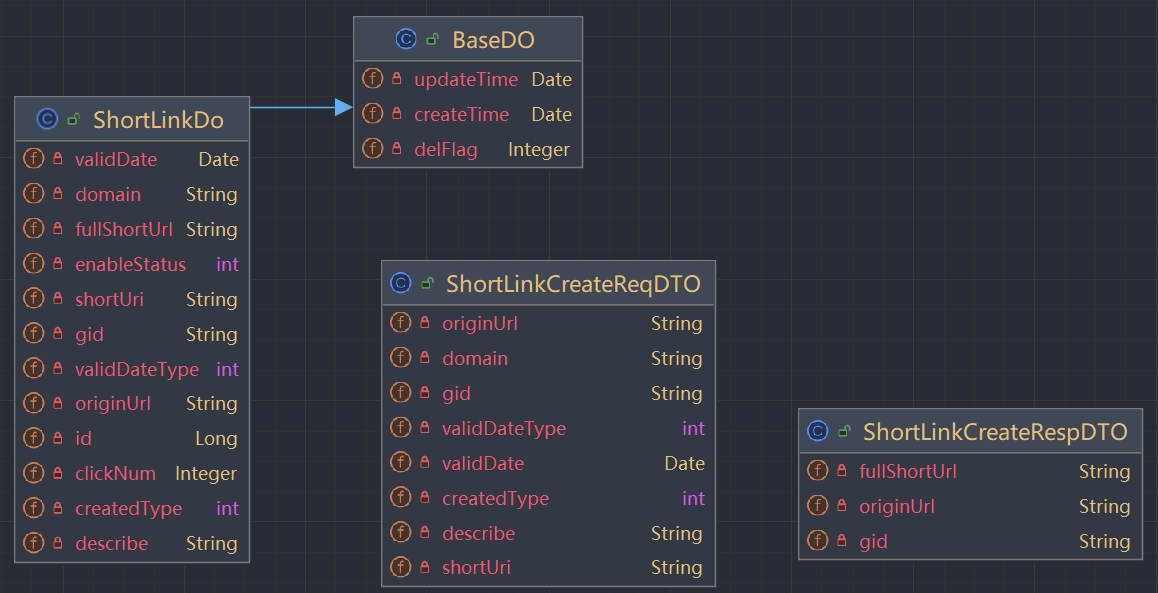 BaseDO
updateTime Date
createTime Date
delFlag Integer
ShortLinkDo
validDate Date
domain String
fullShortUrl String
enableStatus int
shortUri String
gid String
validDateType int
originUrl String
id Long
clickNum Integer
createdType int
describe String
ShortLinkCreateReqDTO
originUrl String
domain String
gid String
validDateType int
validDate Date
createdType int
describe String
shortUri String
ShortLinkCreateRespDTO
fullShortUrl String
originUrl String
gid String